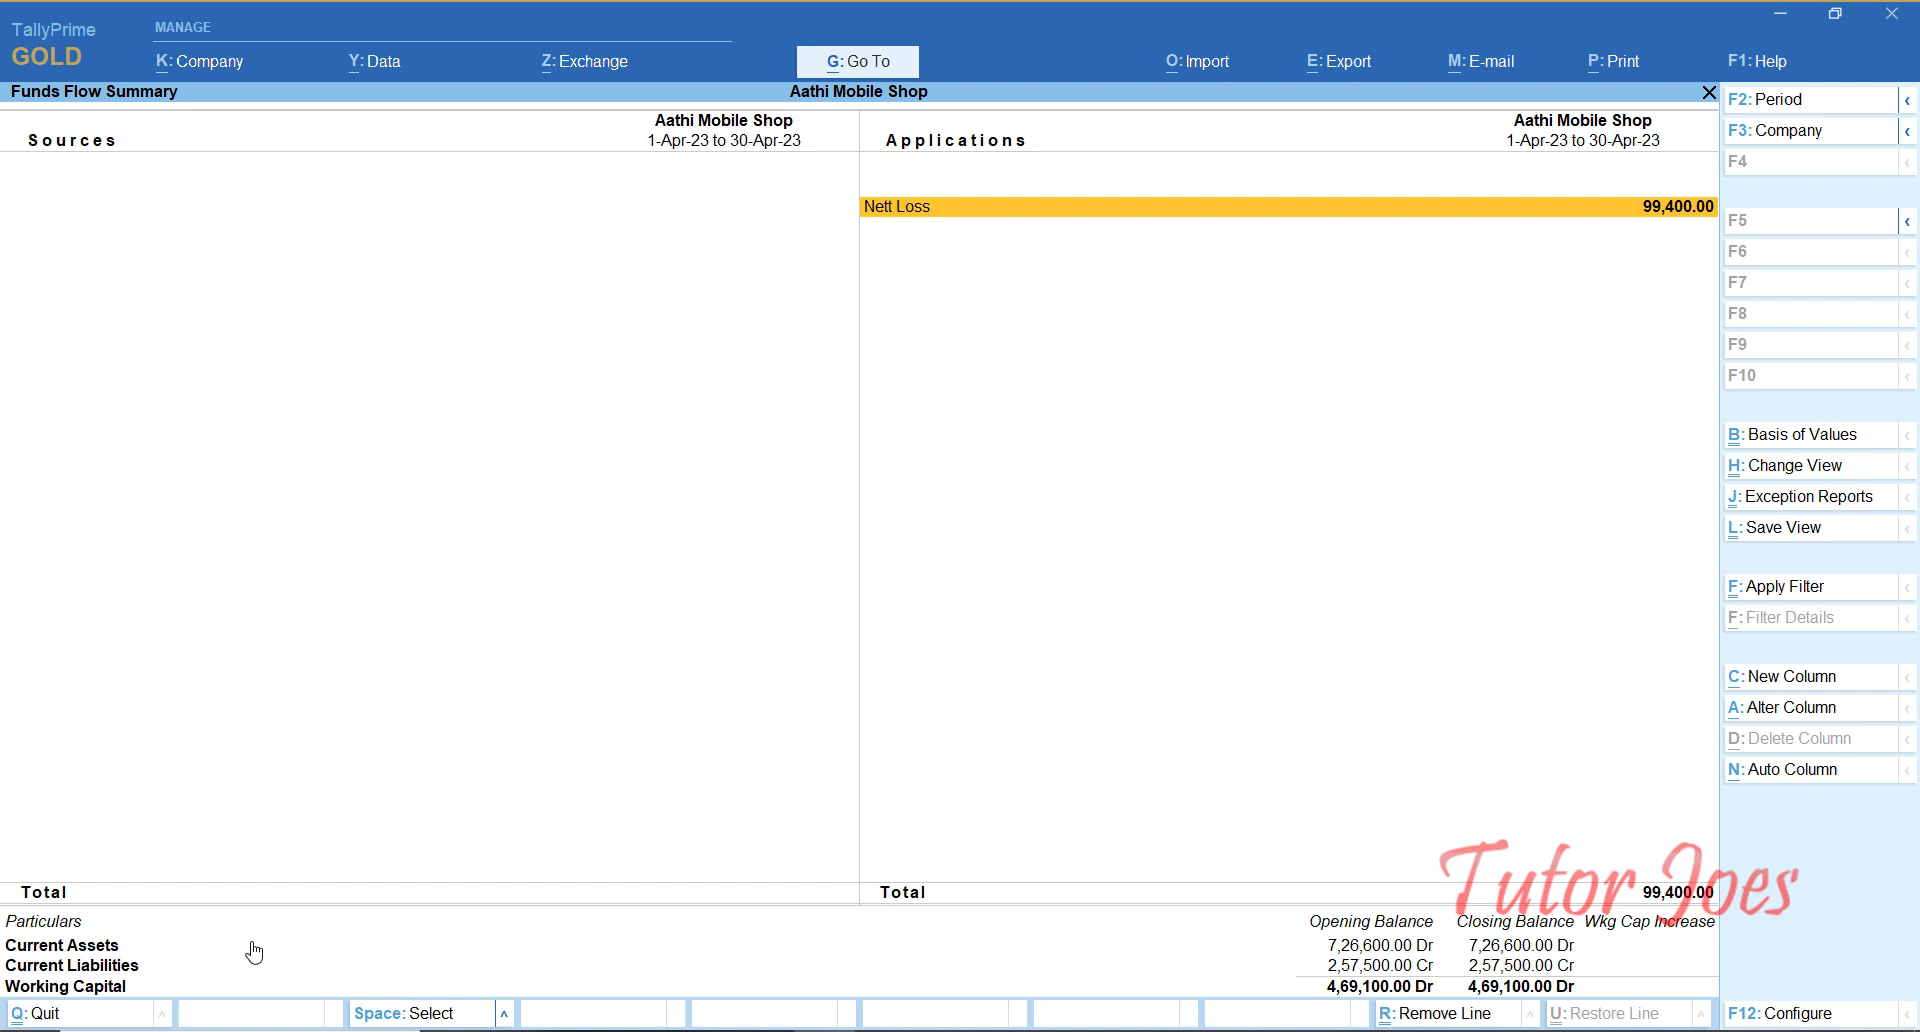 TallyPrime
GOLD
MANAGE
K: Company
Y: Data
Z: Exchange
G: Go To
O: Import
E: Export
M: E-mail
P: Print
F1: Help
Funds Flow Summary
Aathi Mobile Shop
Sources
Aathi Mobile Shop
1-Apr-23 to 30-Apr-23
Applications
Aathi Mobile Shop
1-Apr-23 to 30-Apr-23
Nett Loss 99,400.00
Total
Total 99,400.00
Particulars Opening Balance Closing Balance Wkg Cap Increase
Current Assets 7,26,600.00 Dr 7,26,600.00 Dr
Current Liabilities 2,57,500.00 Cr 2,57,500.00 Cr
Working Capital 4,69,100.00 Dr 4,69,100.00 Dr
Q: Quit
Space: Select
R: Remove Line
U: Restore Line
F2: Period
F3: Company
F4
F5
F6
F7
F8
F9
F10
B: Basis of Values
H: Change View
J: Exception Reports
L: Save View
F: Apply Filter
F: Filter Details
C: New Column
A: Alter Column
D: Delete Column
N: Auto Column
F12: Configure
Tutor Joes